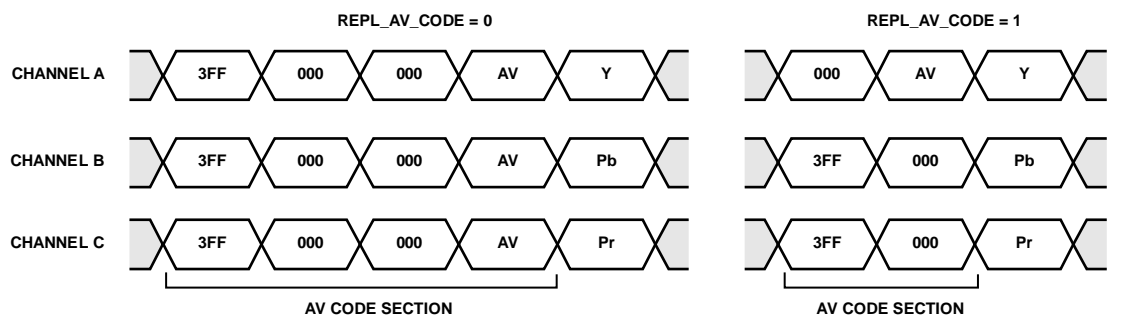 REPL_AV_CODE = 0 REPL_AV_CODE = 1
CHANNEL A 3FF 000 000 AV Y 000 AV Y
CHANNEL B 3FF 000 000 AV Pb 3FF 000 Pb
CHANNEL C 3FF 000 000 AV Pr 3FF 000 Pr
AV CODE SECTION AV CODE SECTION